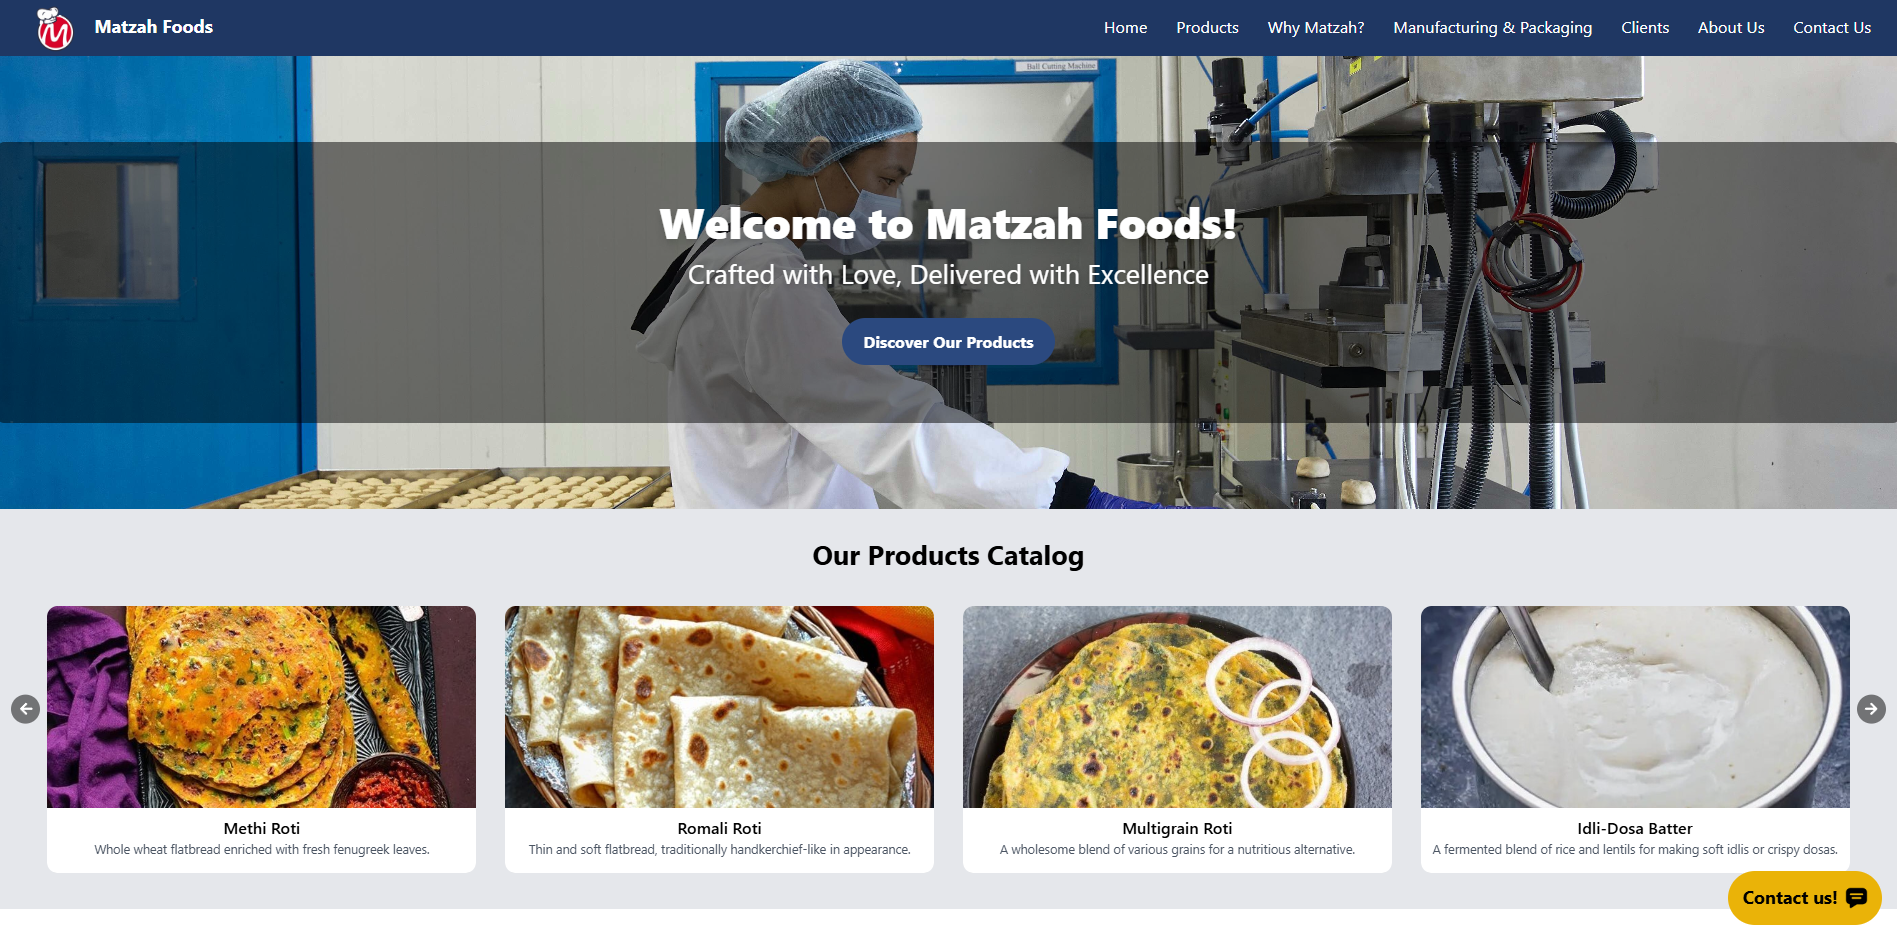 Matzah Foods
Home Products Why Matzah? Manufacturing & Packaging Clients About Us Contact Us
Ball Cutting Machine
Welcome to Matzah Foods!
Crafted with Love, Delivered with Excellence
Discover Our Products
Our Products Catalog
Methi Roti
Whole wheat flatbread enriched with fresh fenugreek leaves.
Romali Roti
Thin and soft flatbread, traditionally handkerchief-like in appearance.
Multigrain Roti
A wholesome blend of various grains for a nutritious alternative.
Idli-Dosa Batter
A fermented blend of rice and lentils for making soft idlis or crispy dosas.
Contact us!